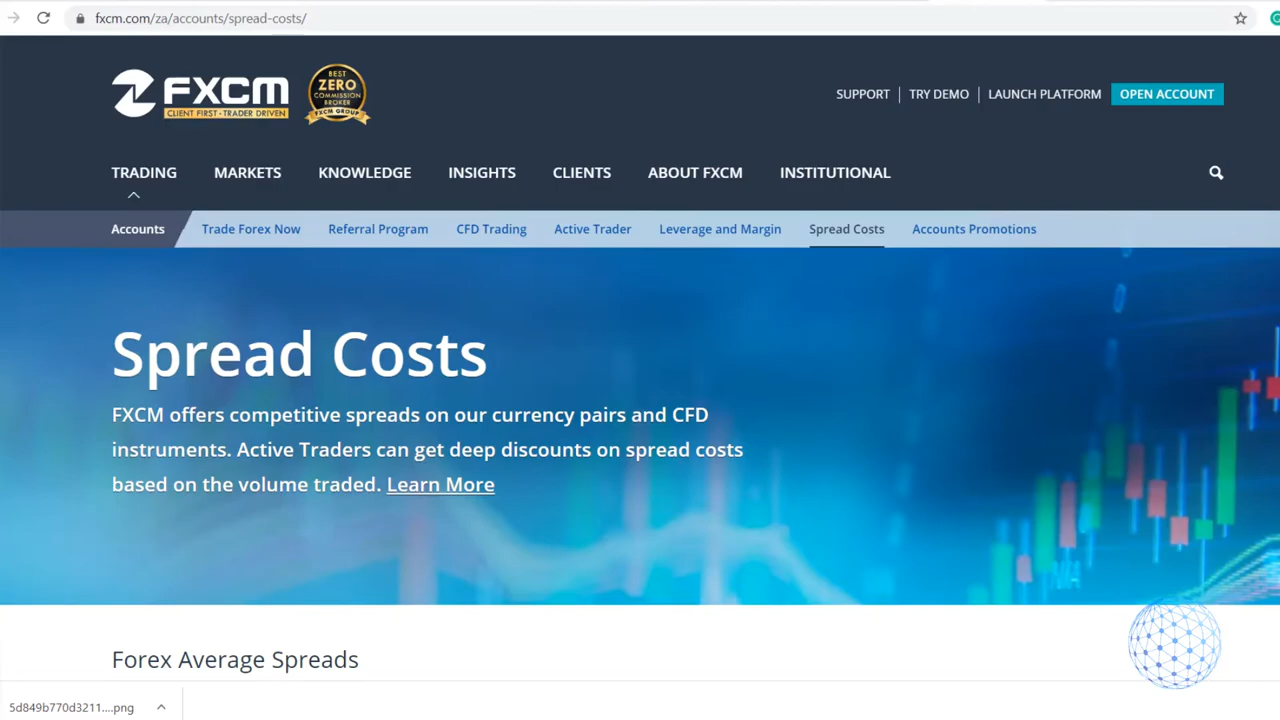 fxcm.com/za/accounts/spread-costs/
FXCM
CLIENT FIRST · TRADER DRIVEN
BEST
ZERO
COMMISSION
BROKER
FXCM GROUP
SUPPORT
TRY DEMO
LAUNCH PLATFORM
OPEN ACCOUNT
TRADING
MARKETS
KNOWLEDGE
INSIGHTS
CLIENTS
ABOUT FXCM
INSTITUTIONAL
Accounts
Trade Forex Now
Referral Program
CFD Trading
Active Trader
Leverage and Margin
Spread Costs
Accounts Promotions
Spread Costs
FXCM offers competitive spreads on our currency pairs and CFD
instruments. Active Traders can get deep discounts on spread costs
based on the volume traded. Learn More
Forex Average Spreads
5d849b770d3211....png